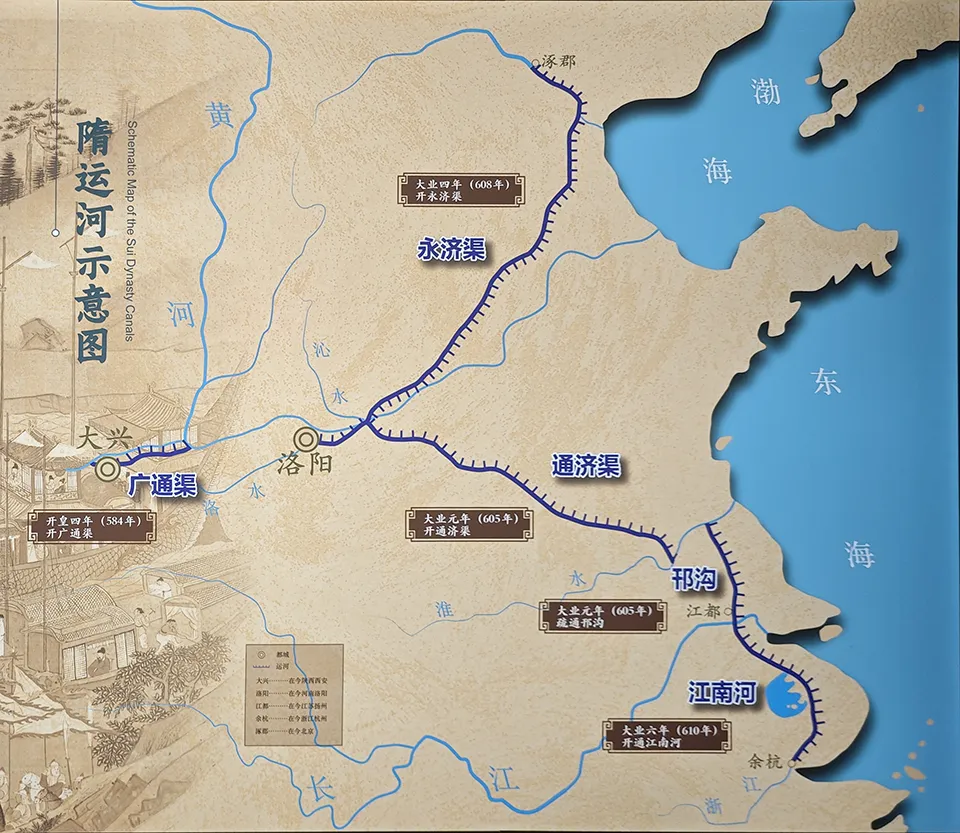 隋运河示意图
Schematic Map of the Sui Dynasty Canals
涿郡
渤海
黄河
大业四年（608年）
开永济渠
永济渠
沁水
东海
大兴
洛阳
广通渠
洛水
通济渠
开皇四年（584年）
开广通渠
大业元年（605年）
开通济渠
邗沟
淮水
大业元年（605年）
疏通邗沟
江都
江南河
大业六年（610年）
开通江南河
余杭
长江
浙江
都城
运河
大兴………在今陕西西安
洛阳………在今河南洛阳
江都………在今江苏扬州
余杭………在今浙江杭州
涿郡………在今北京